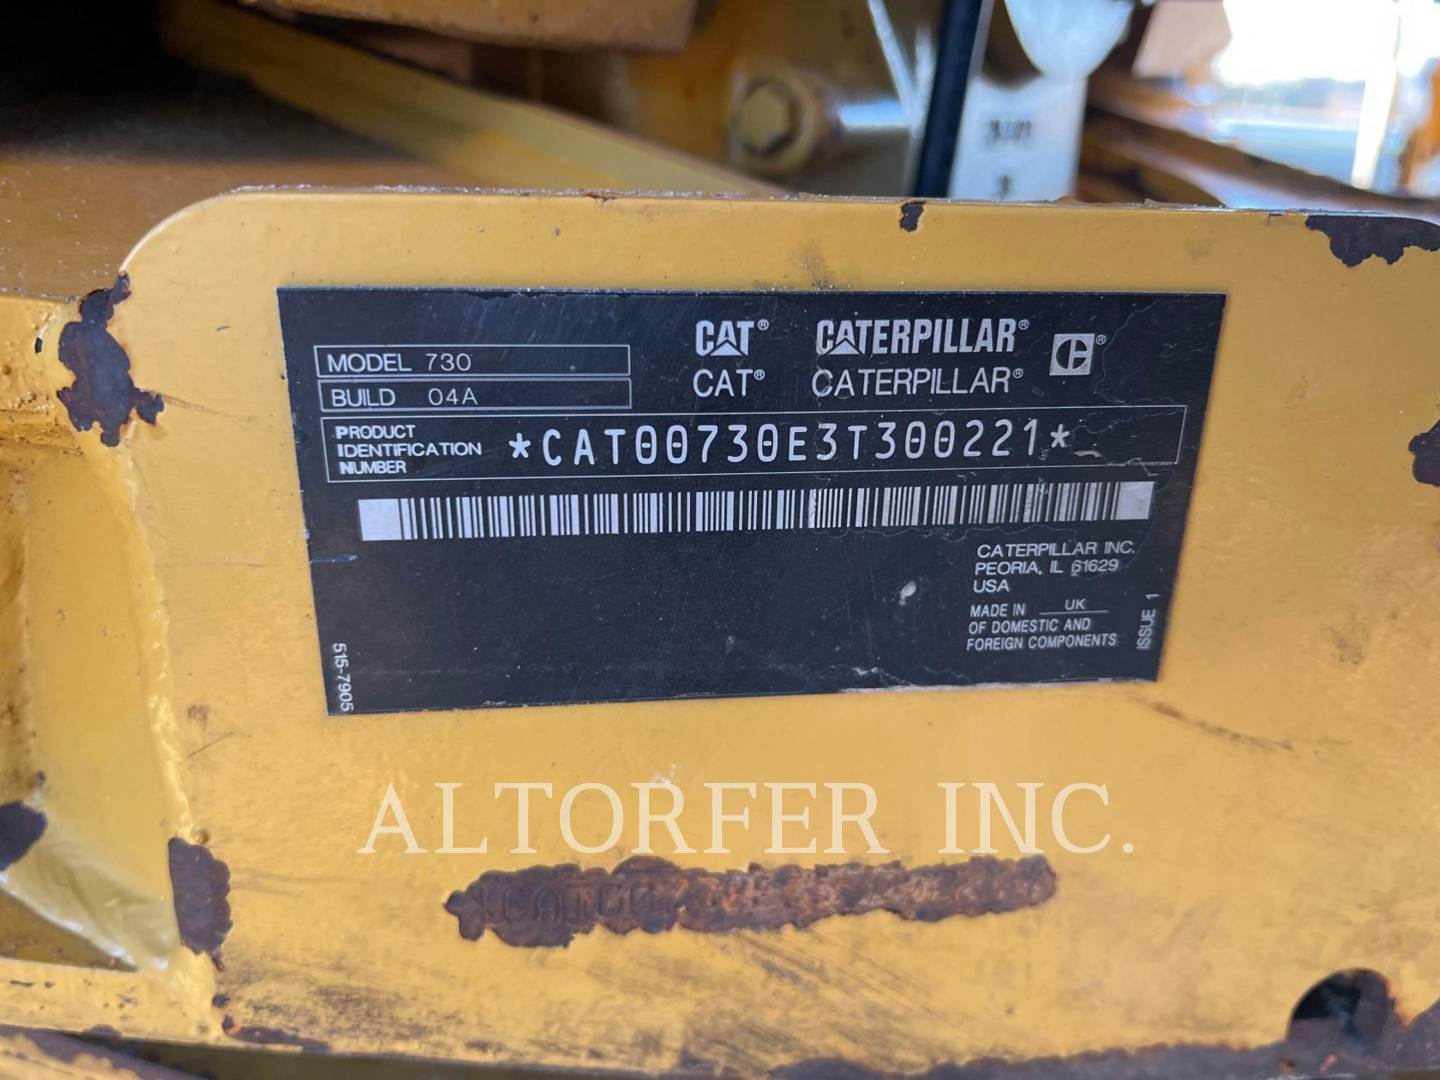 CAT® CATERPILLAR® C®
CAT® CATERPILLAR®
MODEL 730
BUILD 04A
PRODUCT
IDENTIFICATION
NUMBER
*CAT00730E3T300221*
CATERPILLAR INC.
PEORIA, IL 61629
USA
MADE IN UK
OF DOMESTIC AND
FOREIGN COMPONENTS
ISSUE 1
515-7905
ALTORFER INC.